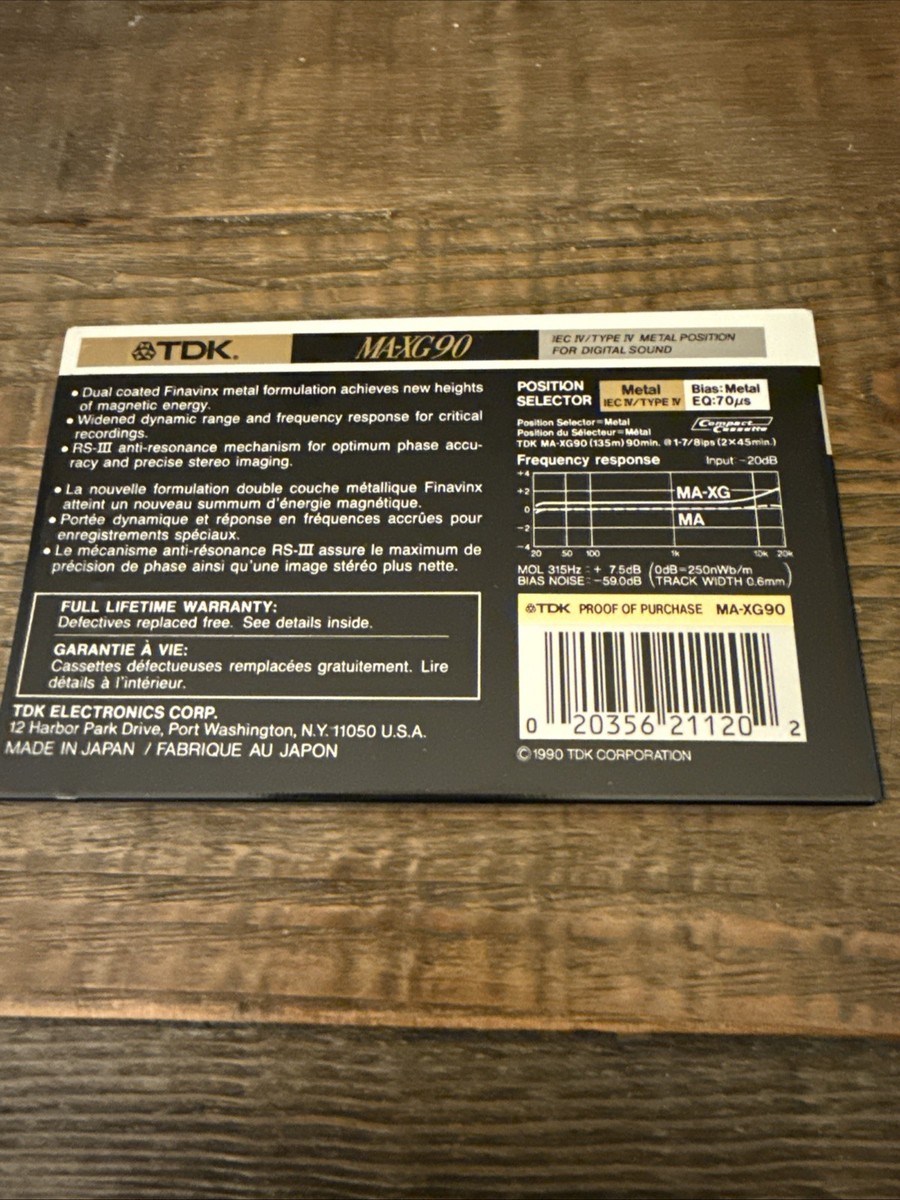 TDK. MA-XG90 IEC IV/TYPE IV METAL POSITION
FOR DIGITAL SOUND
• Dual coated Finavinx metal formulation achieves new heights
of magnetic energy.
• Widened dynamic range and frequency response for critical
recordings.
• RS-III anti-resonance mechanism for optimum phase accu-
racy and precise stereo imaging.
• La nouvelle formulation double couche métallique Finavinx
atteint un nouveau summum d'énergie magnétique.
• Portée dynamique et réponse en fréquences accrûes pour
enregistrements spéciaux.
• Le mécanisme anti-résonance RS-III assure le maximum de
précision de phase ainsi qu'une image stéréo plus nette.
FULL LIFETIME WARRANTY:
Defectives replaced free. See details inside.
GARANTIE À VIE:
Cassettes défectueuses remplacées gratuitement. Lire
détails à l'intérieur.
TDK ELECTRONICS CORP.
12 Harbor Park Drive, Port Washington, N.Y. 11050 U.S.A.
MADE IN JAPAN / FABRIQUE AU JAPON
POSITION
SELECTOR
Metal
IEC IV/TYPE IV
Bias: Metal
EQ: 70μs
Position Selector=Metal
Position du Sélecteur=Métal
Compact
Cassette
TDK MA-XG90 (135m) 90min. @1-7/8ips (2×45min.)
Frequency response Input: -20dB
+4
+2
0
-2
-4
MA-XG
MA
20 50 100 1k 10k 20k
MOL 315Hz : + 7.5dB (0dB=250nWb/m
BIAS NOISE : -59.0dB TRACK WIDTH 0.6mm)
TDK PROOF OF PURCHASE MA-XG90
0 20356 21120 2
© 1990 TDK CORPORATION